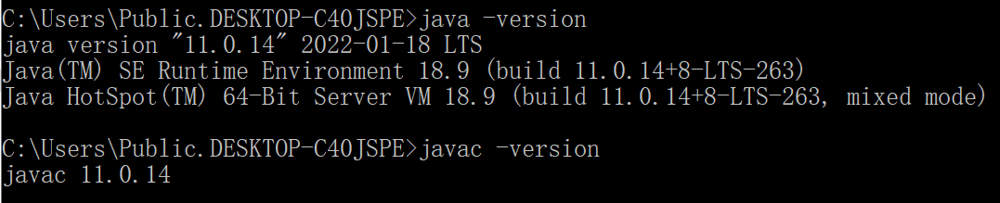 C:\Users\Public.DESKTOP-C40JSPE>java -version
java version "11.0.14" 2022-01-18 LTS
Java(TM) SE Runtime Environment 18.9 (build 11.0.14+8-LTS-263)
Java HotSpot(TM) 64-Bit Server VM 18.9 (build 11.0.14+8-LTS-263, mixed mode)
C:\Users\Public.DESKTOP-C40JSPE>javac -version
javac 11.0.14